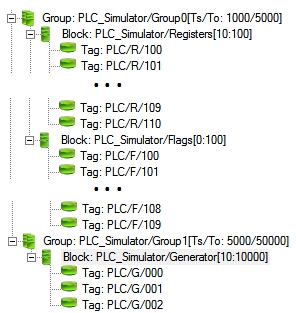 Group: PLC_Simulator/Group0[Ts/To: 1000/5000]
Block: PLC_Simulator/Registers[10:100]
Tag: PLC/R/100
Tag: PLC/R/101
• • •
Tag: PLC/R/109
Tag: PLC/R/110
Block: PLC_Simulator/Flags[0:100]
Tag: PLC/F/100
Tag: PLC/F/101
• • •
Tag: PLC/F/108
Tag: PLC/F/109
Group: PLC_Simulator/Group1[Ts/To: 5000/50000]
Block: PLC_Simulator/Generator[10:10000]
Tag: PLC/G/000
Tag: PLC/G/001
Tag: PLC/G/002